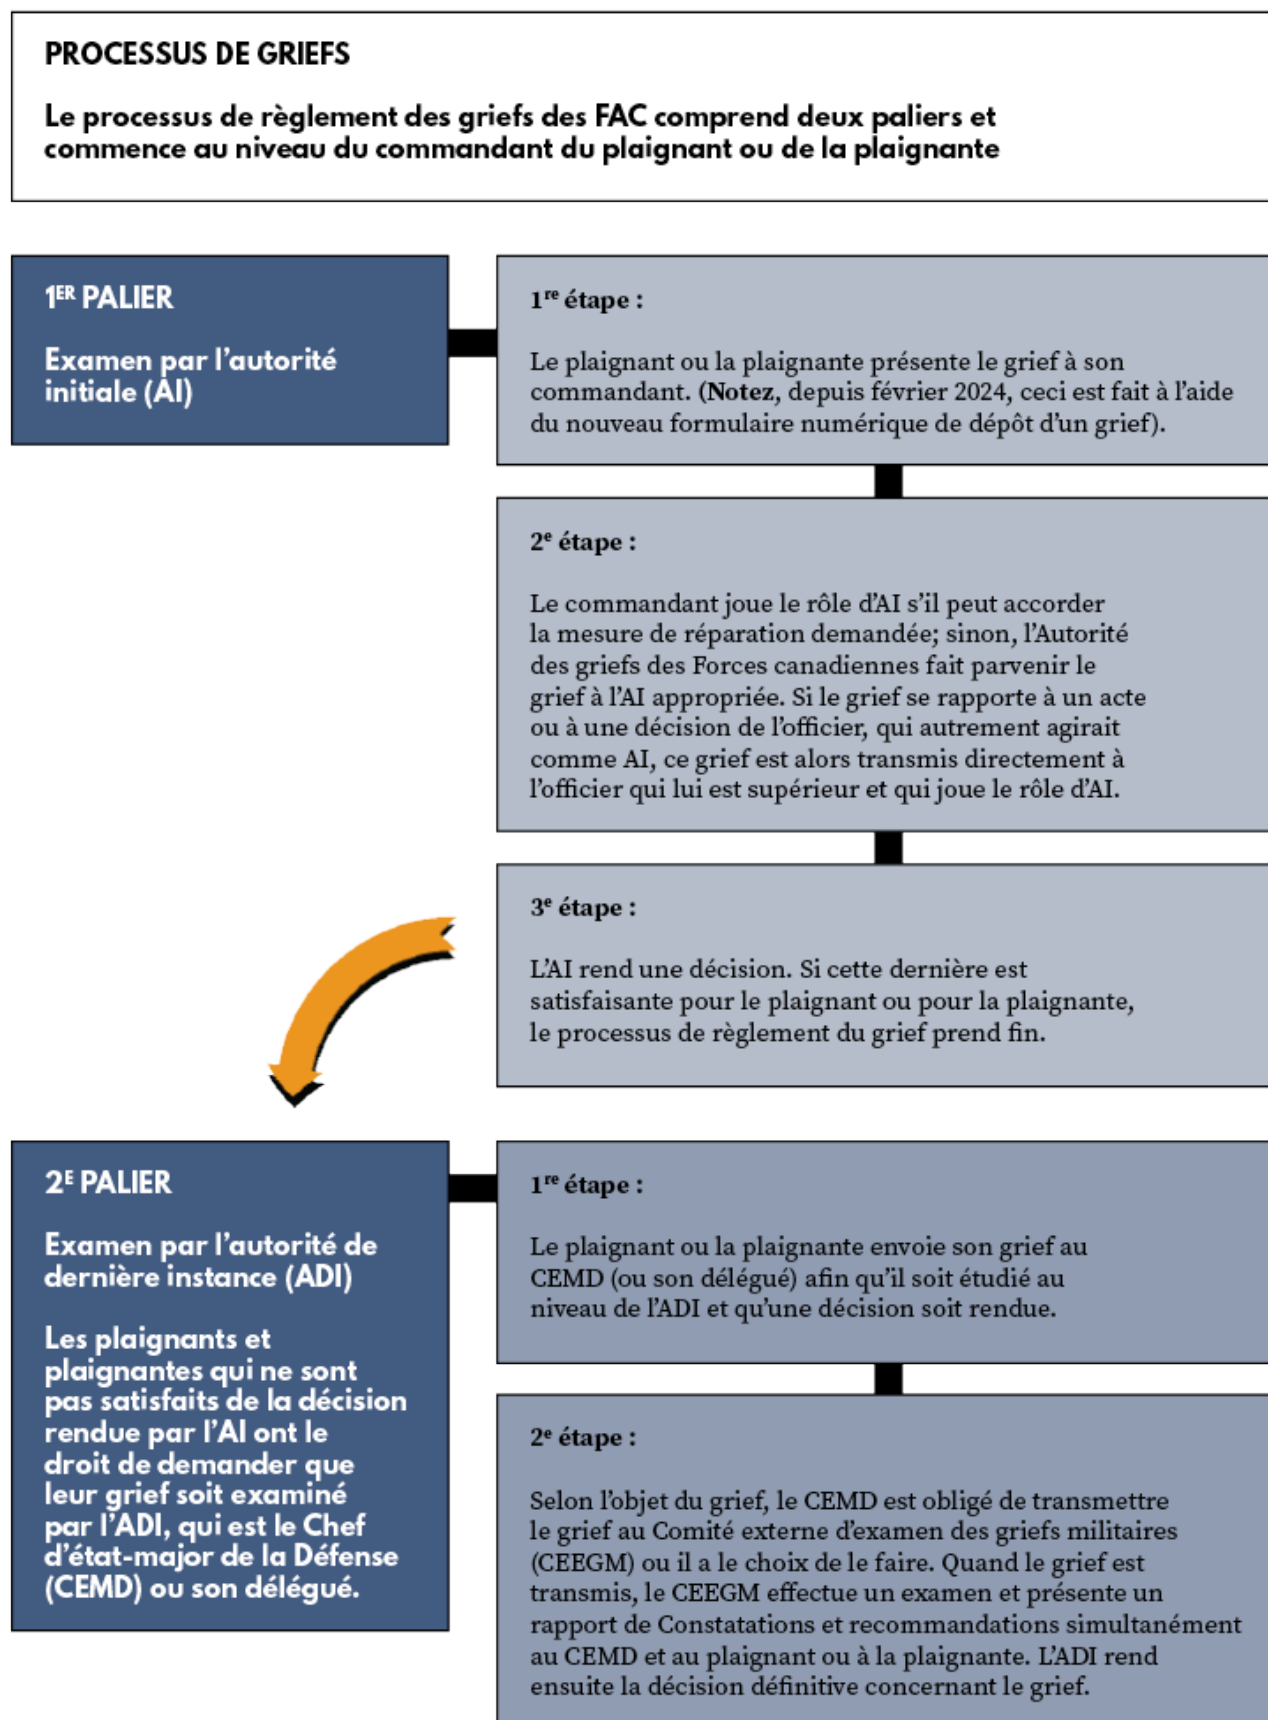 PROCESSUS DE GRIEFS
Le processus de règlement des griefs des FAC comprend deux paliers et
commence au niveau du commandant du plaignant ou de la plaignante
1ER PALIER
Examen par l’autorité
initiale (AI)
1re étape :
Le plaignant ou la plaignante présente le grief à son
commandant. (Notez, depuis février 2024, ceci est fait à l’aide
du nouveau formulaire numérique de dépôt d’un grief).
2e étape :
Le commandant joue le rôle d’AI s’il peut accorder
la mesure de réparation demandée; sinon, l’Autorité
des griefs des Forces canadiennes fait parvenir le
grief à l’AI appropriée. Si le grief se rapporte à un acte
ou à une décision de l’officier, qui autrement agirait
comme AI, ce grief est alors transmis directement à
l’officier qui lui est supérieur et qui joue le rôle d’AI.
3e étape :
L’AI rend une décision. Si cette dernière est
satisfaisante pour le plaignant ou pour la plaignante,
le processus de règlement du grief prend fin.
2E PALIER
Examen par l’autorité de
dernière instance (ADI)
Les plaignants et
plaignantes qui ne sont
pas satisfaits de la décision
rendue par l’AI ont le
droit de demander que
leur grief soit examiné
par l’ADI, qui est le Chef
d’état-major de la Défense
(CEMD) ou son délégué.
1re étape :
Le plaignant ou la plaignante envoie son grief au
CEMD (ou son délégué) afin qu’il soit étudié au
niveau de l’ADI et qu’une décision soit rendue.
2e étape :
Selon l’objet du grief, le CEMD est obligé de transmettre
le grief au Comité externe d’examen des griefs militaires
(CEEGM) ou il a le choix de le faire. Quand le grief est
transmis, le CEEGM effectue un examen et présente un
rapport de Constatations et recommandations simultanément
au CEMD et au plaignant ou à la plaignante. L’ADI rend
ensuite la décision définitive concernant le grief.